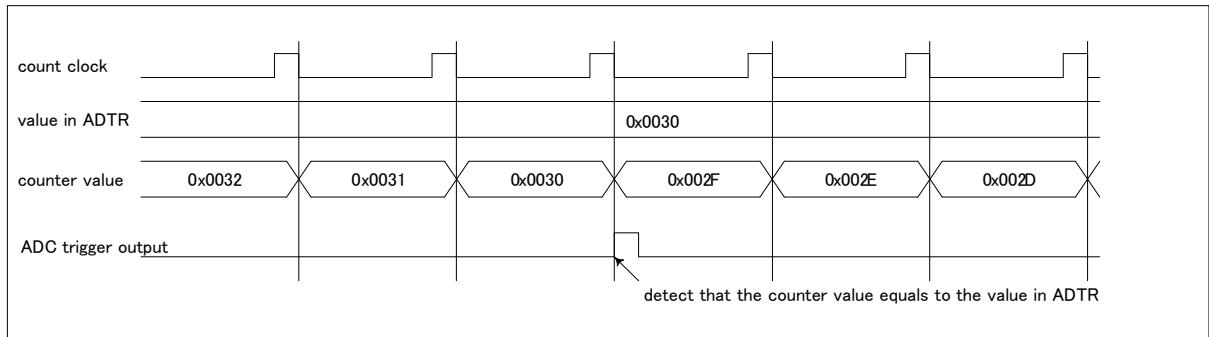 count clock
value in ADTR
0x0030
counter value
0x0032 0x0031 0x0030 0x002F 0x002E 0x002D
ADC trigger output
detect that the counter value equals to the value in ADTR